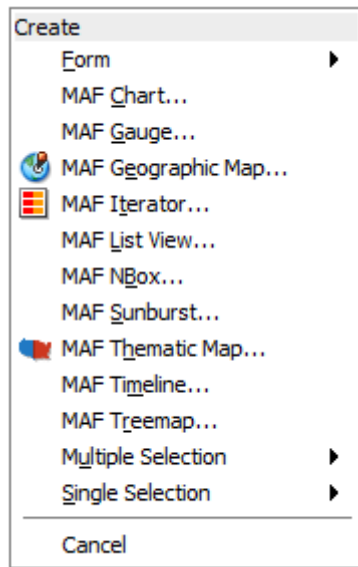 Create
Form
MAF Chart...
MAF Gauge...
MAF Geographic Map...
MAF Iterator...
MAF List View...
MAF NBox...
MAF Sunburst...
MAF Thematic Map...
MAF Timeline...
MAF Treemap...
Multiple Selection
Single Selection
Cancel